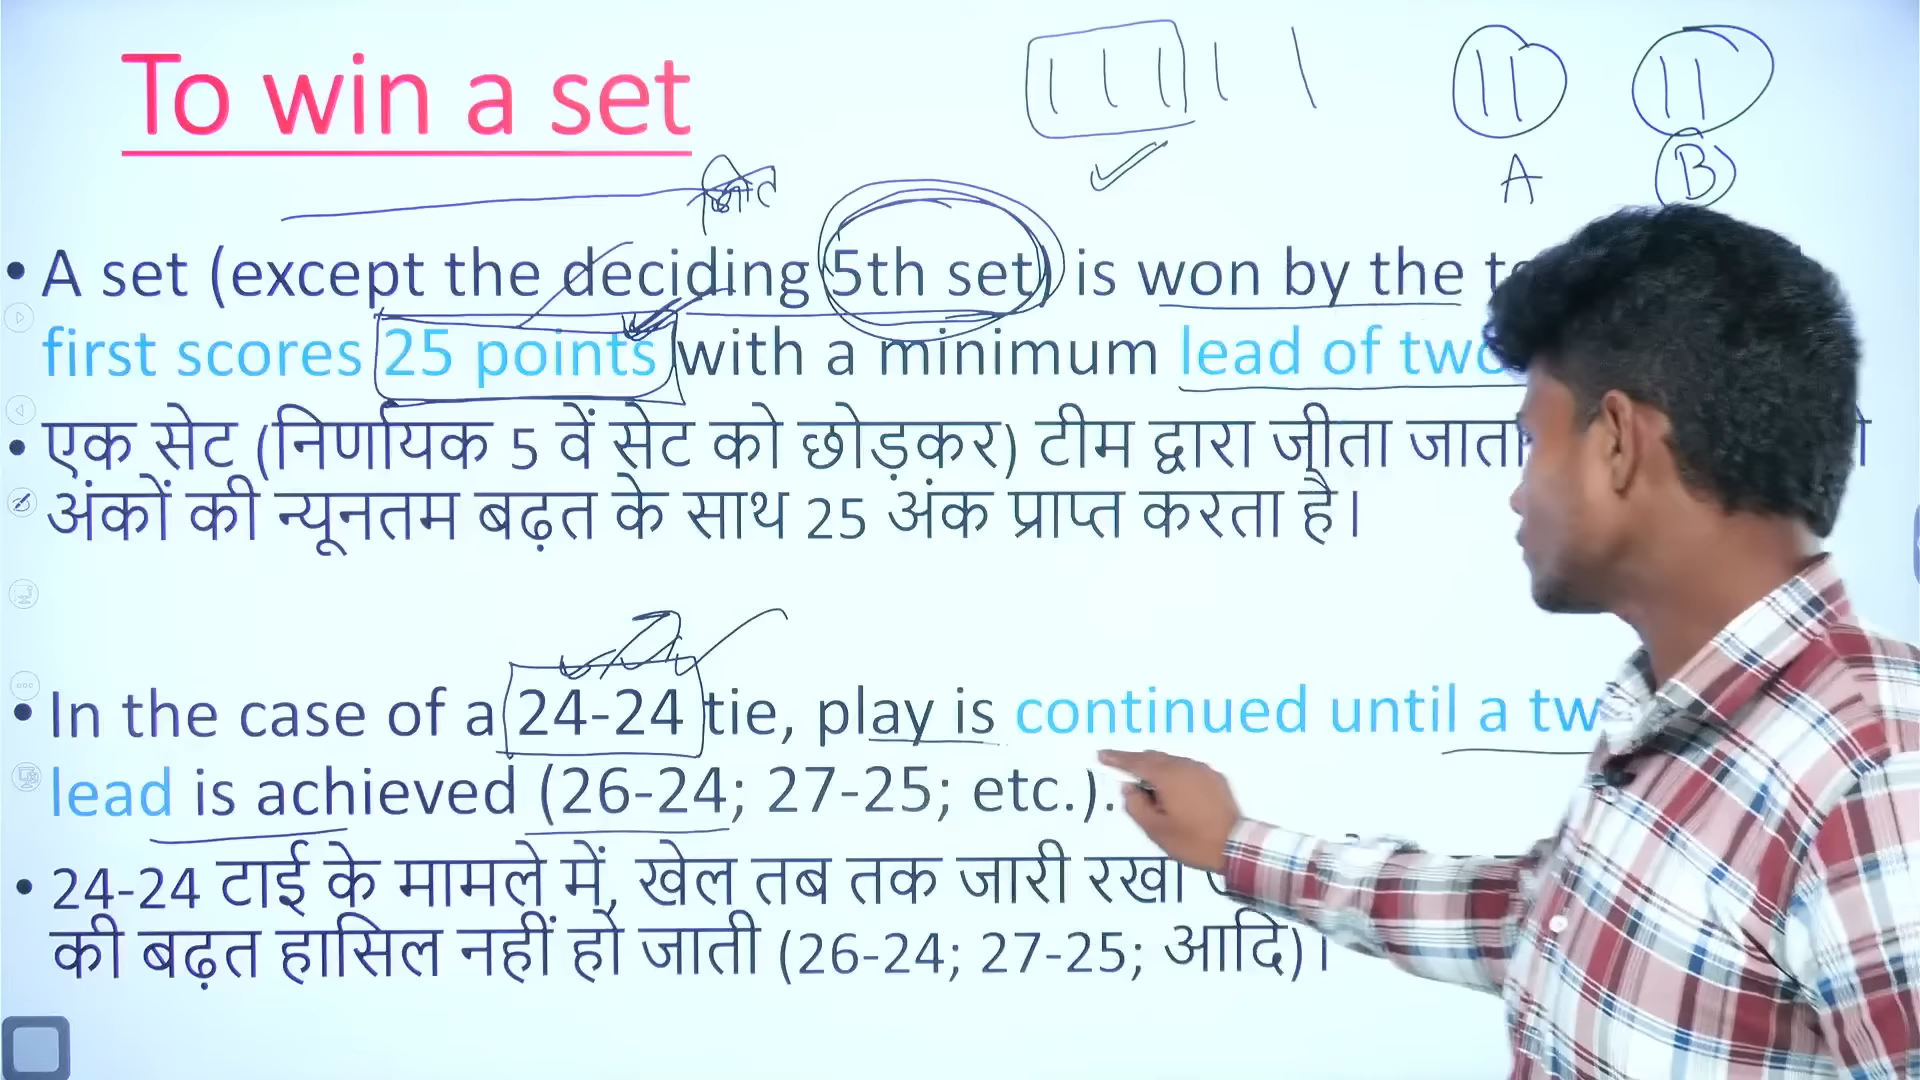 To win a set
A B
जीत
• A set (except the deciding 5th set) is won by the
first scores 25 points with a minimum lead of two
• एक सेट (निर्णायक 5 वें सेट को छोड़कर) टीम द्वारा जीता जाता
अंकों की न्यूनतम बढ़त के साथ 25 अंक प्राप्त करता है।
• In the case of a 24-24 tie, play is continued until a
lead is achieved (26-24; 27-25; etc.).
• 24-24 टाई के मामले में, खेल तब तक जारी रखा
की बढ़त हासिल नहीं हो जाती (26-24; 27-25; आदि)।